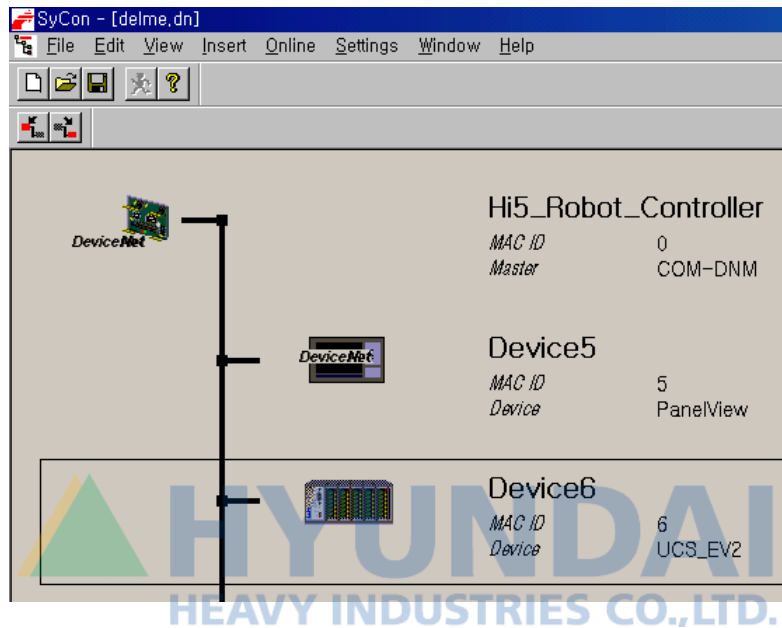 SyCon - [delme.dn]
File Edit View Insert Online Settings Window Help
DeviceNet
Hi5_Robot_Controller
MAC ID 0
Master COM-DNM
DeviceNet
Device5
MAC ID 5
Device PanelView
Device6
MAC ID 6
Device UCS_EV2
HYUNDAI
HEAVY INDUSTRIES CO.,LTD.